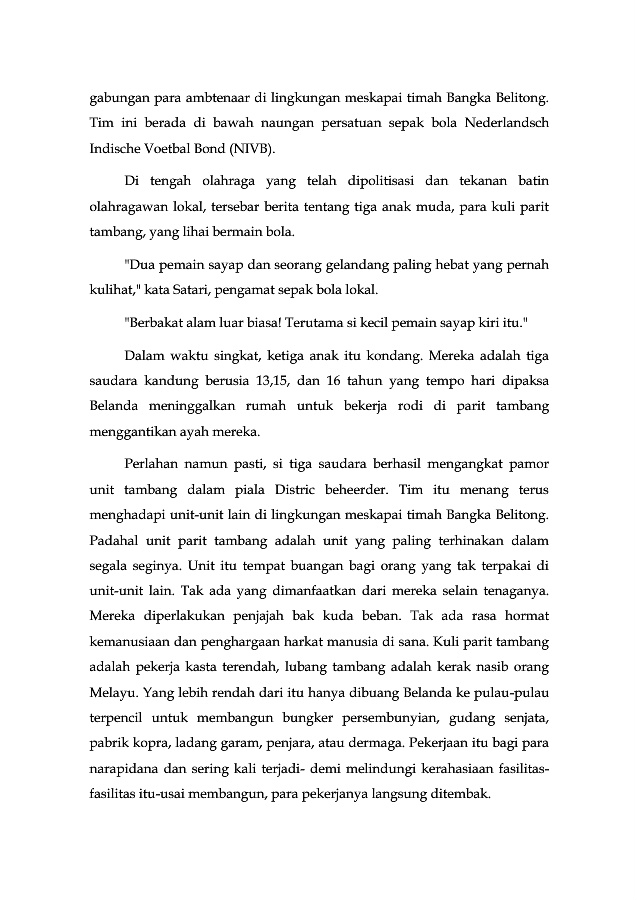 gabungan para ambtenaar di lingkungan meskapai timah Bangka Belitong.
Tim ini berada di bawah naungan persatuan sepak bola Nederlandsch
Indische Voetbal Bond (NIVB).
Di tengah olahraga yang telah dipolitisasi dan tekanan batin
olahragawan lokal, tersebar berita tentang tiga anak muda, para kuli parit
tambang, yang lihai bermain bola.
"Dua pemain sayap dan seorang gelandang paling hebat yang pernah
kulihat," kata Satari, pengamat sepak bola lokal.
"Berbakat alam luar biasa! Terutama si kecil pemain sayap kiri itu."
Dalam waktu singkat, ketiga anak itu kondang. Mereka adalah tiga
saudara kandung berusia 13,15, dan 16 tahun yang tempo hari dipaksa
Belanda meninggalkan rumah untuk bekerja rodi di parit tambang
menggantikan ayah mereka.
Perlahan namun pasti, si tiga saudara berhasil mengangkat pamor
unit tambang dalam piala Distric beheerder. Tim itu menang terus
menghadapi unit-unit lain di lingkungan meskapai timah Bangka Belitong.
Padahal unit parit tambang adalah unit yang paling terhinakan dalam
segala seginya. Unit itu tempat buangan bagi orang yang tak terpakai di
unit-unit lain. Tak ada yang dimanfaatkan dari mereka selain tenaganya.
Mereka diperlakukan penjajah bak kuda beban. Tak ada rasa hormat
kemanusiaan dan penghargaan harkat manusia di sana. Kuli parit tambang
adalah pekerja kasta terendah, lubang tambang adalah kerak nasib orang
Melayu. Yang lebih rendah dari itu hanya dibuang Belanda ke pulau-pulau
terpencil untuk membangun bungker persembunyian, gudang senjata,
pabrik kopra, ladang garam, penjara, atau dermaga. Pekerjaan itu bagi para
narapidana dan sering kali terjadi- demi melindungi kerahasiaan fasilitas-
fasilitas itu-usai membangun, para pekerjanya langsung ditembak.